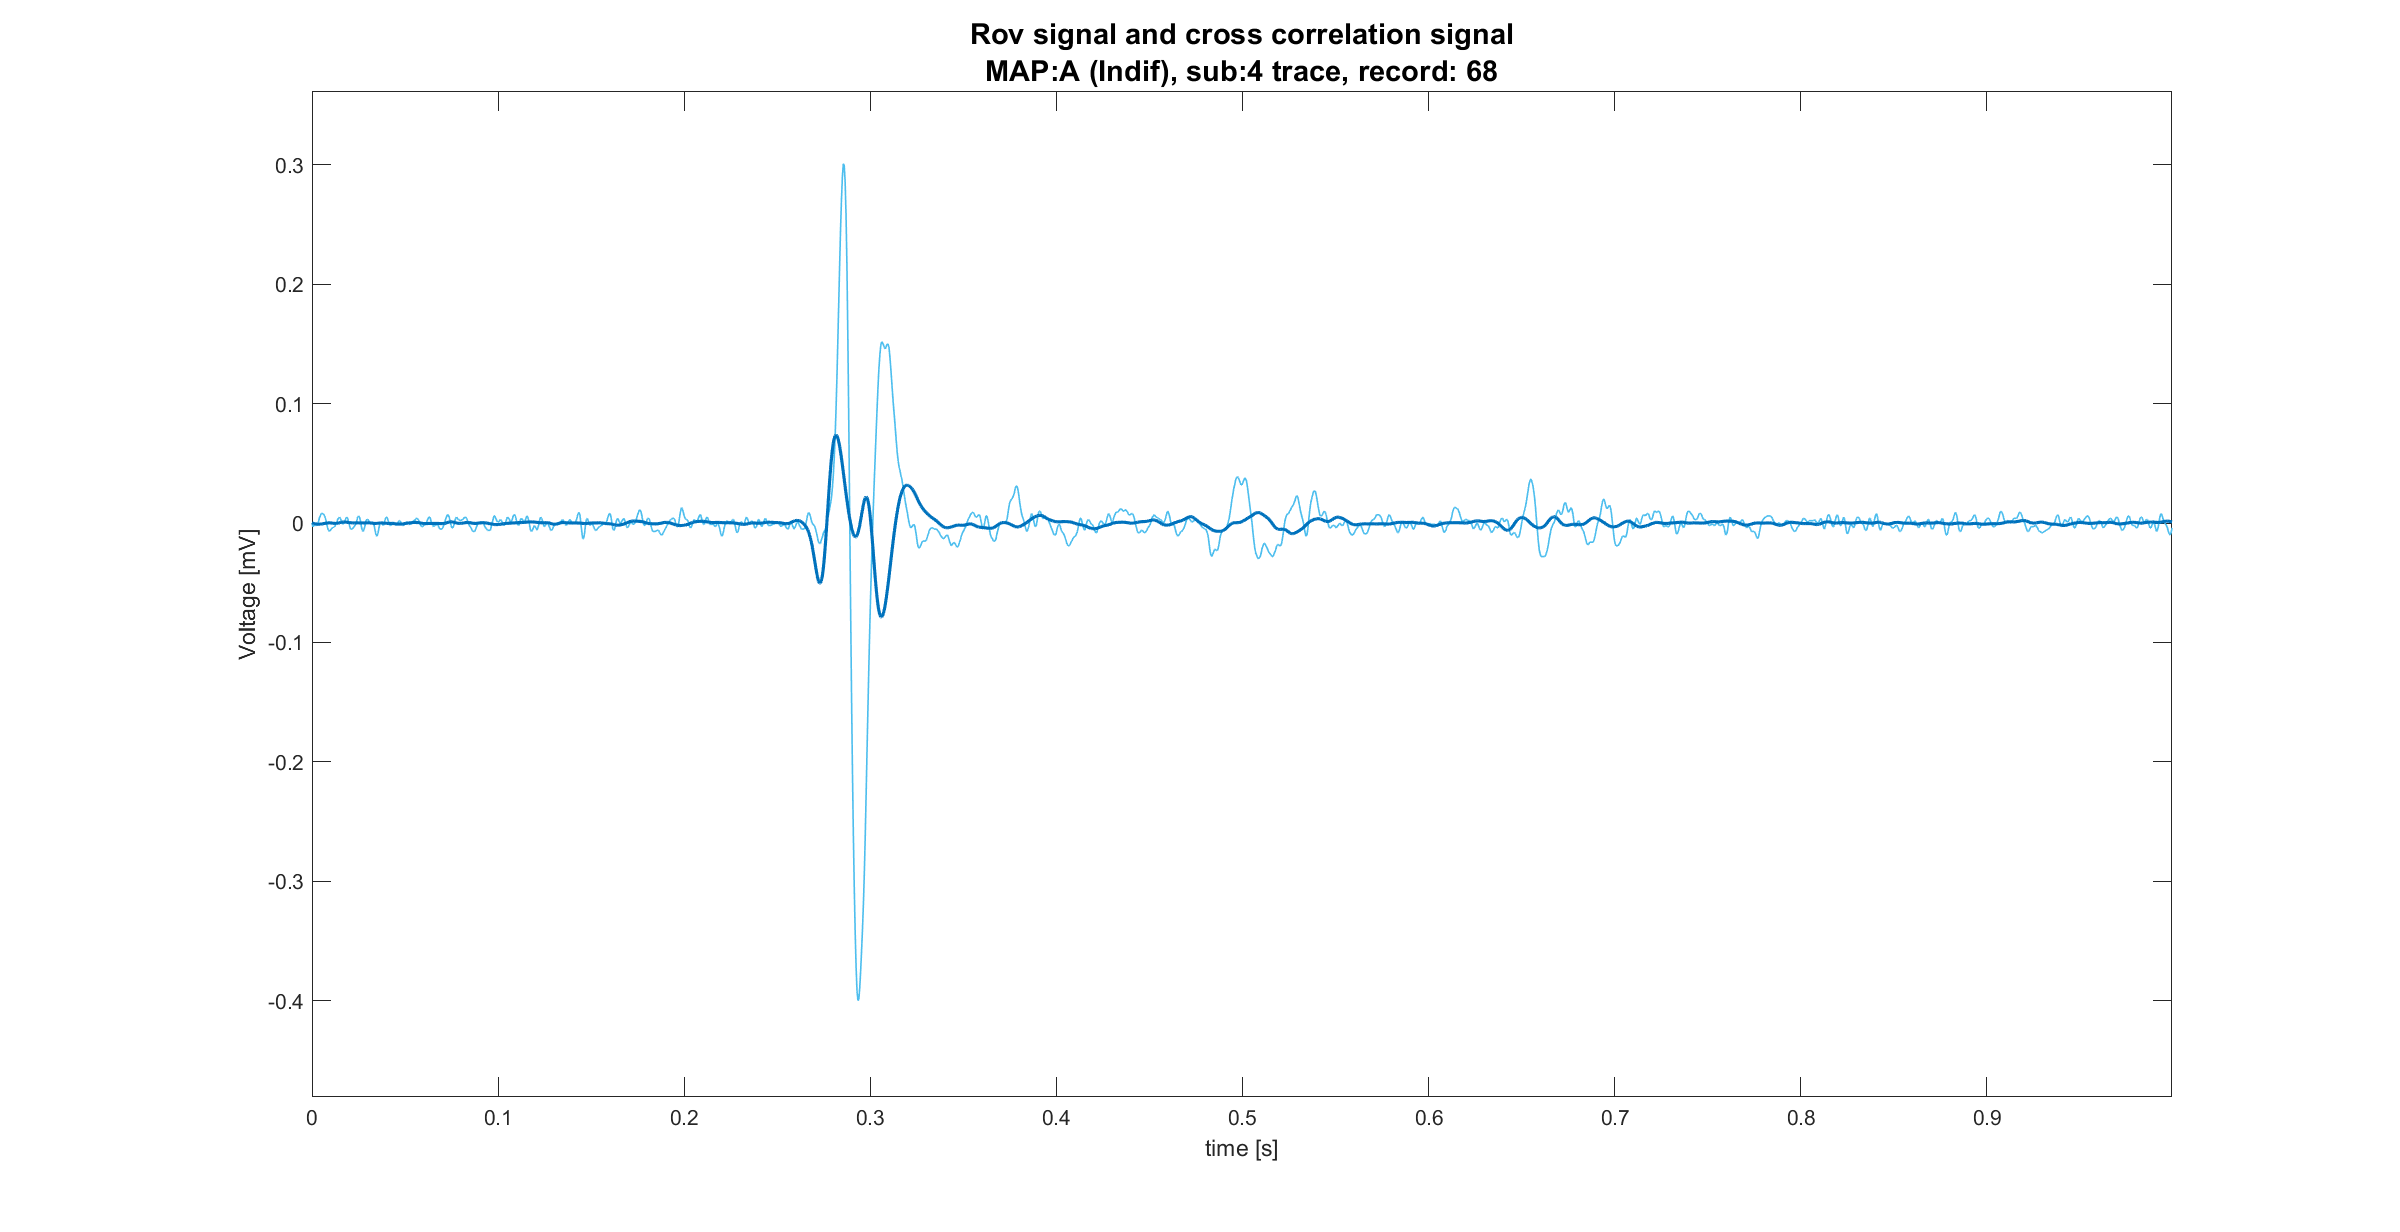 Rov signal and cross correlation signal
MAP:A (Indif), sub:4 trace, record: 68
0.3
0.2
0.1
0
-0.1
-0.2
-0.3
-0.4
Voltage [mV]
0 0.1 0.2 0.3 0.4 0.5 0.6 0.7 0.8 0.9
time [s]